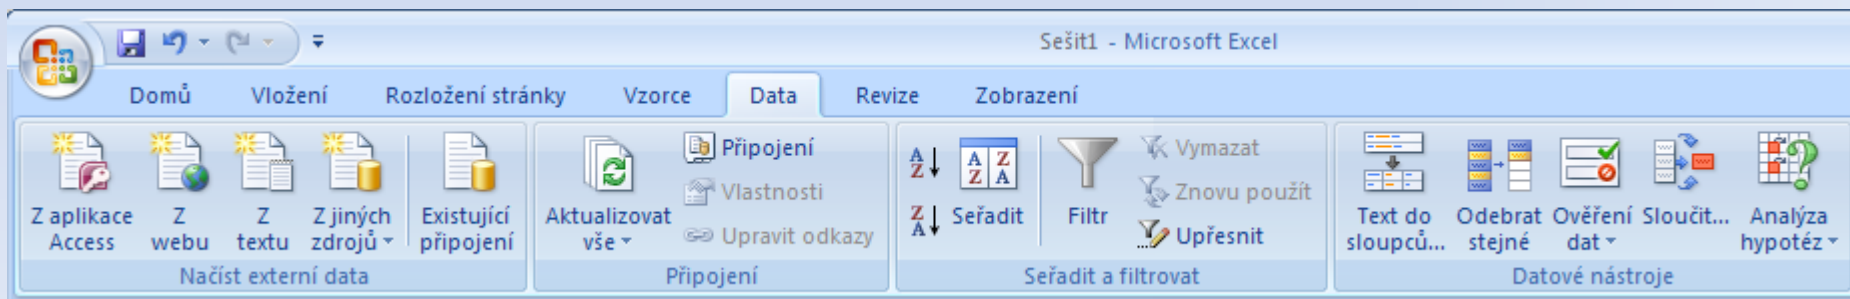 Sešit1 - Microsoft Excel
Domů Vložení Rozložení stránky Vzorce Data Revize Zobrazení
Z aplikace Access
Z webu
Z textu
Z jiných zdrojů
Existující připojení
Načíst externí data
Aktualizovat vše
Připojení
Vlastnosti
Upravit odkazy
Připojení
A
Z
Z
A
A Z
Z A
Seřadit
Filtr
Vymazat
Znovu použít
Upřesnit
Seřadit a filtrovat
Text do sloupců...
Odebrat stejné
Ověření dat
Sloučit...
Analýza hypotéz
Datové nástroje